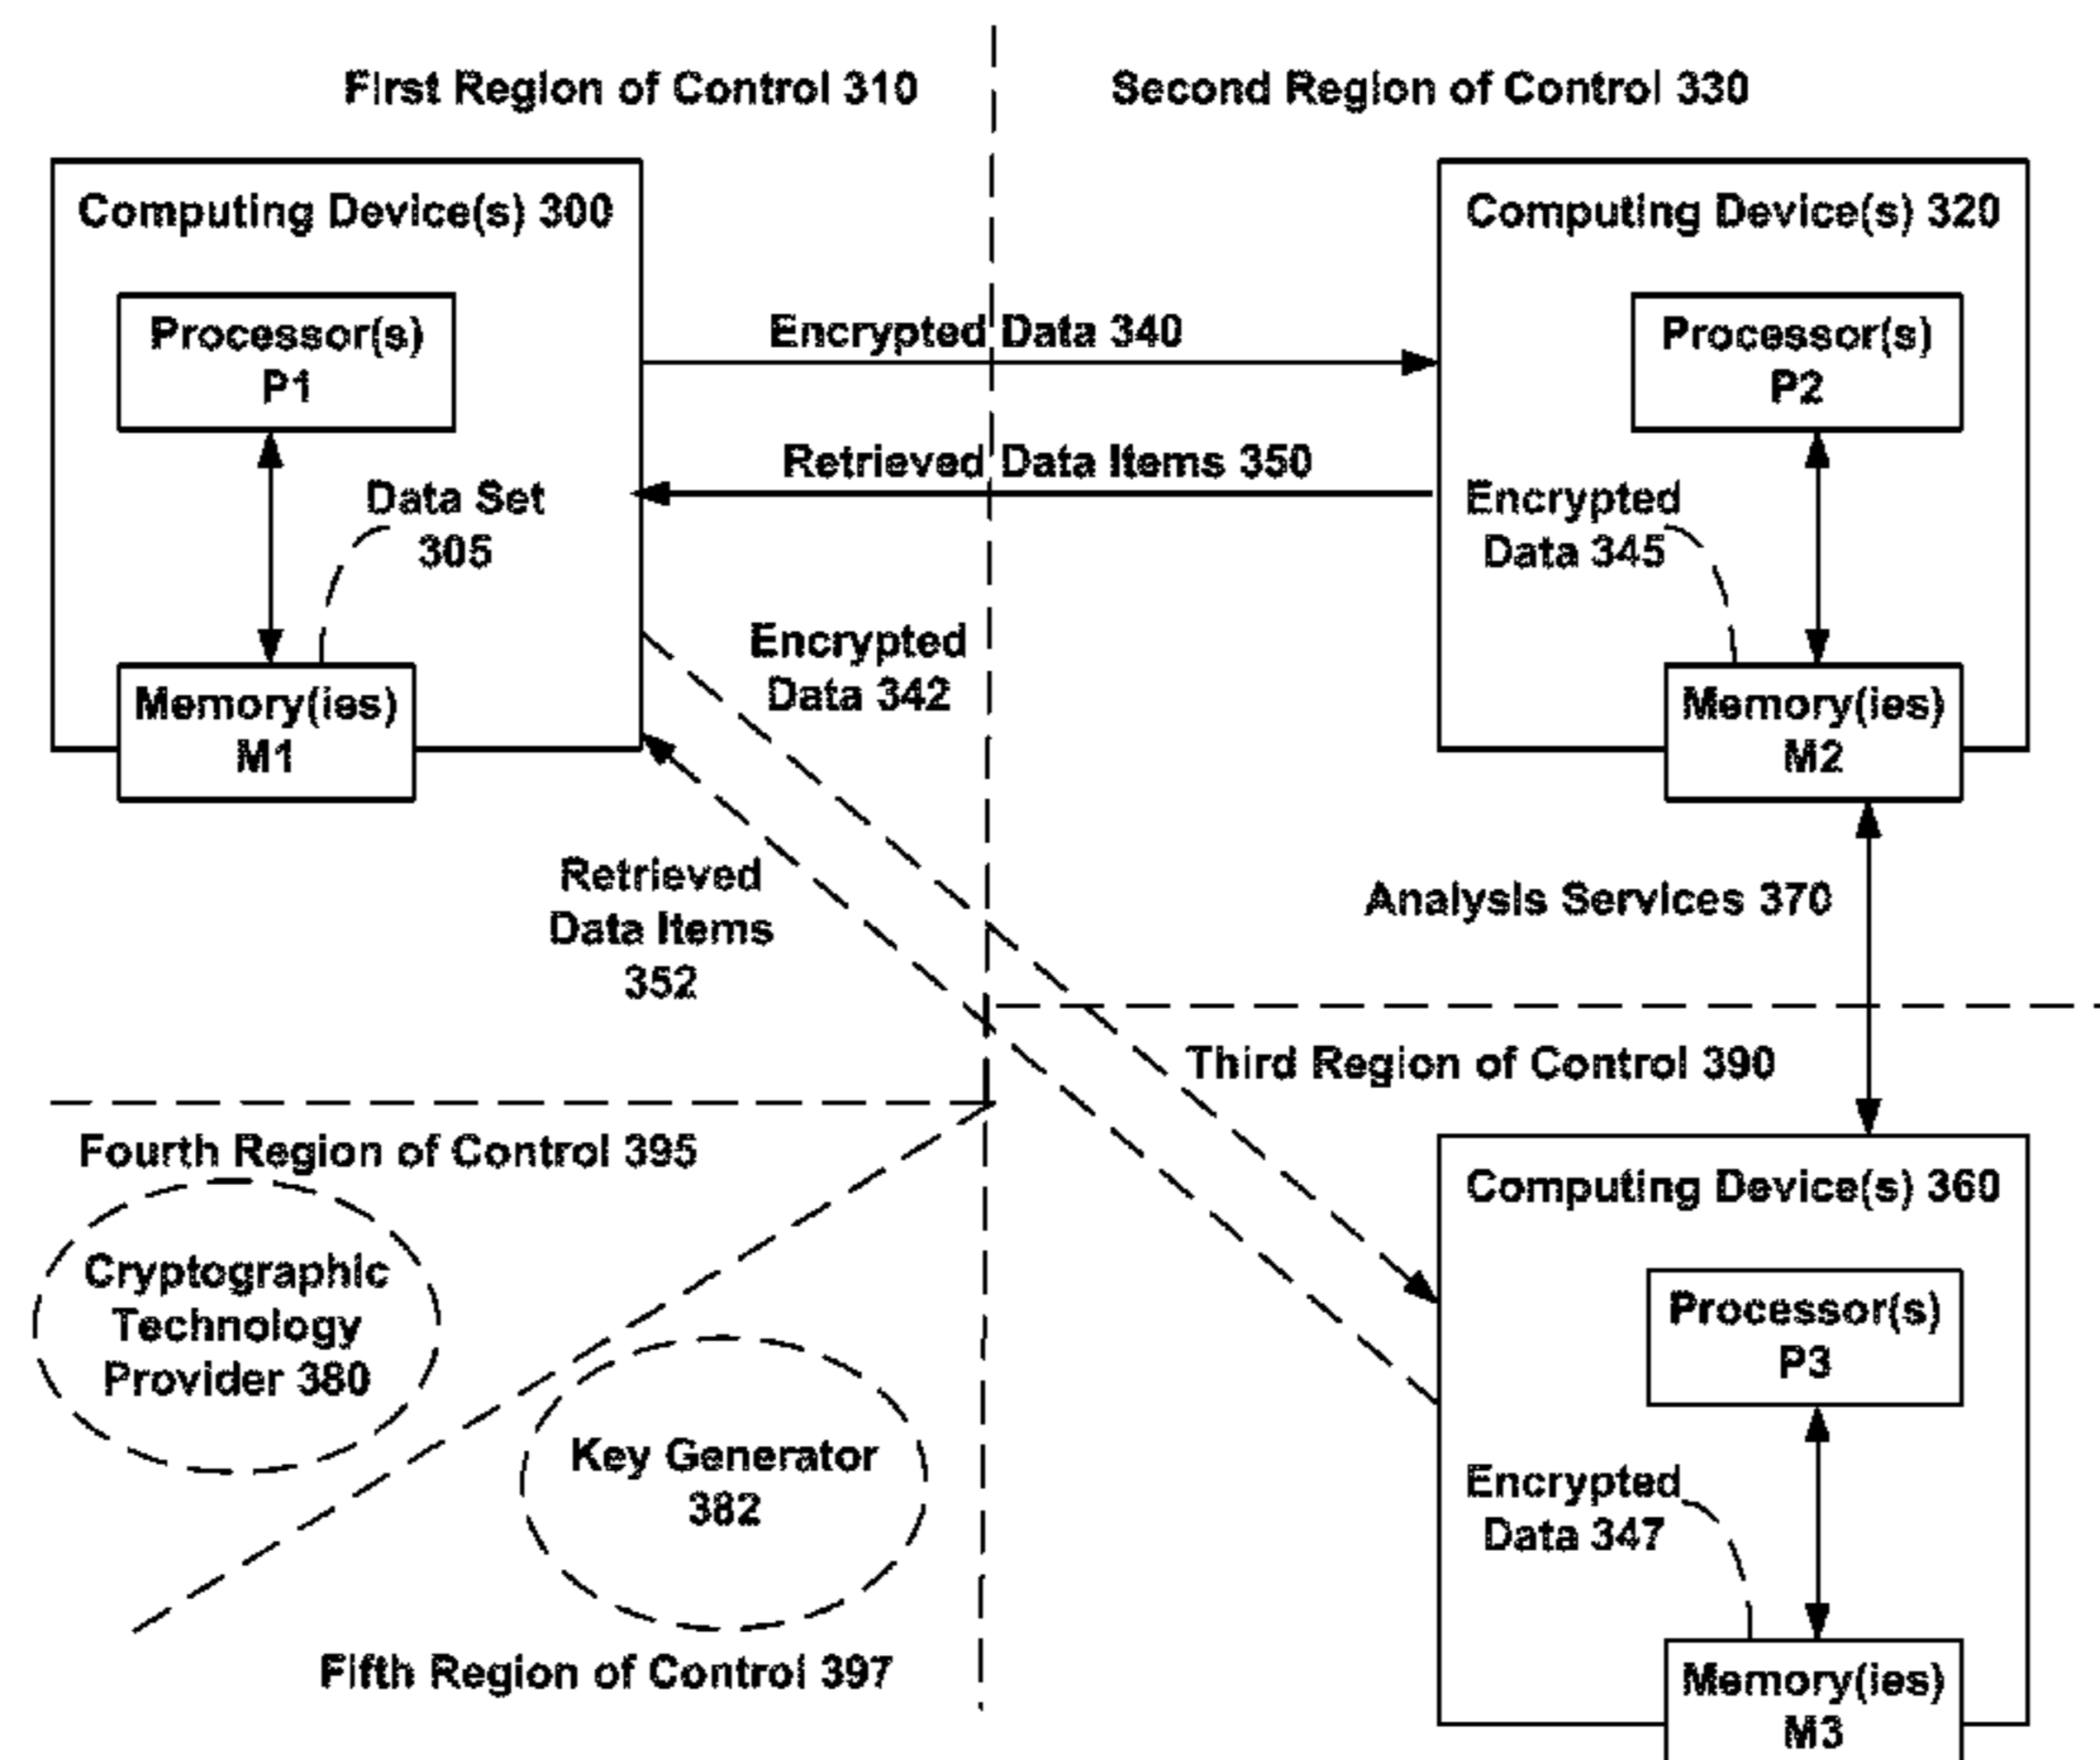 First Region of Control 310
Second Region of Control 330
Computing Device(s) 300
Processor(s)
P1
Data Set
305
Memory(ies)
M1
Encrypted Data 340
Retrieved Data Items 350
Computing Device(s) 320
Processor(s)
P2
Encrypted
Data 345
Memory(ies)
M2
Encrypted
Data 342
Retrieved
Data Items
352
Analysis Services 370
Third Region of Control 390
Fourth Region of Control 395
Cryptographic
Technology
Provider 380
Key Generator
382
Fifth Region of Control 397
Computing Device(s) 360
Processor(s)
P3
Encrypted
Data 347
Memory(ies)
M3